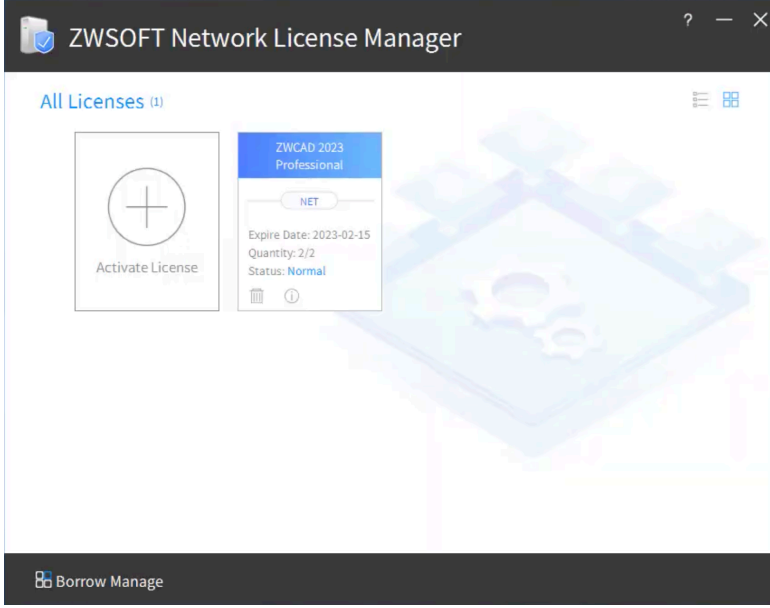 ZWSOFT Network License Manager
?
All Licenses (1)
Activate License
ZWCAD 2023
Professional
NET
Expire Date: 2023-02-15
Quantity: 2/2
Status: Normal
Borrow Manage